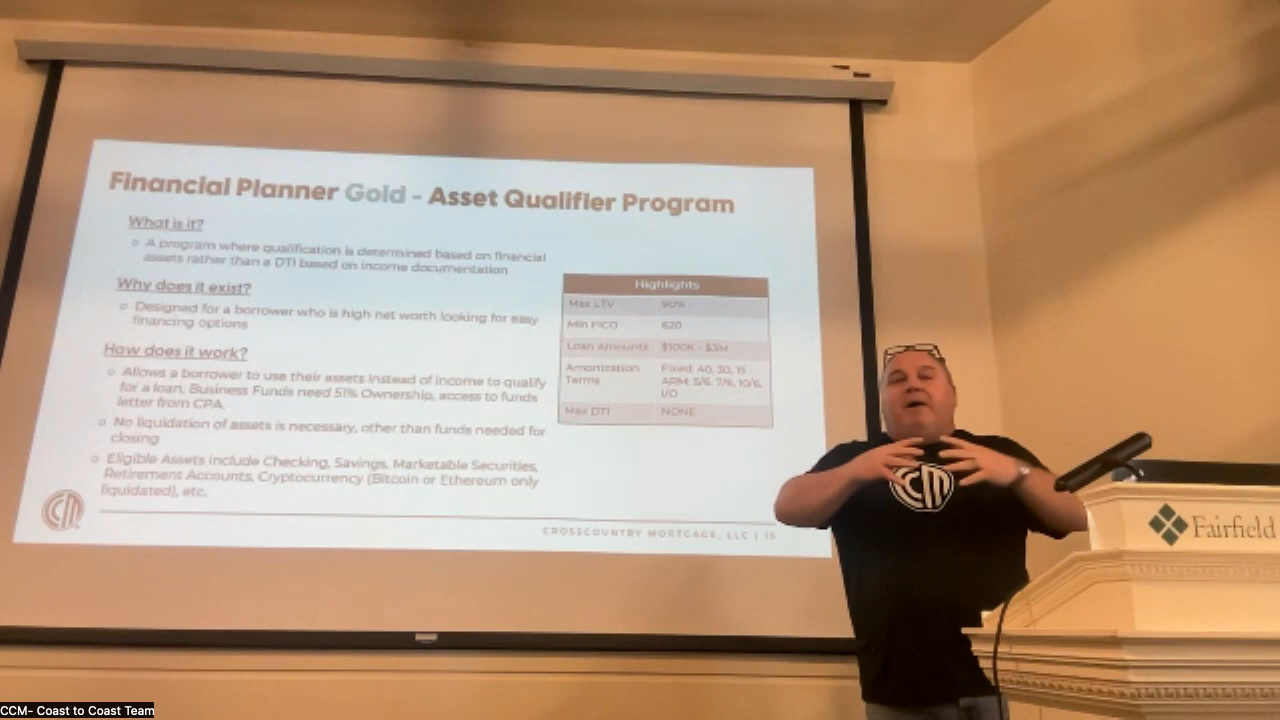 Financial Planner Gold - Asset Qualifier Program
What is it?
A program where qualification is determined based on financial
assets rather than a DTI based on income documentation
Why does it exist?
Designed for a borrower who is high net worth looking for easy
financing options
How does it work?
Allows a borrower to use their assets instead of income to qualify
for a loan, Business Funds need 51% Ownership, access to funds
letter from CPA.
No liquidation of assets is necessary, other than funds needed for
closing
Eligible Assets include Checking, Savings, Marketable Securities,
Retirement Accounts, Cryptocurrency (Bitcoin or Ethereum only
liquidated), etc.
Highlights
Max LTV 90%
Min FICO 620
Loan Amounts $100K - $3M
Amortization Terms Fixed: 40, 30, 15
ARM: 5/6, 7/6, 10/6,
I/O
Max DTI NONE
CROSSCOUNTRY MORTGAGE, LLC | 15
CCM
Fairfield
CCM- Coast to Coast Team